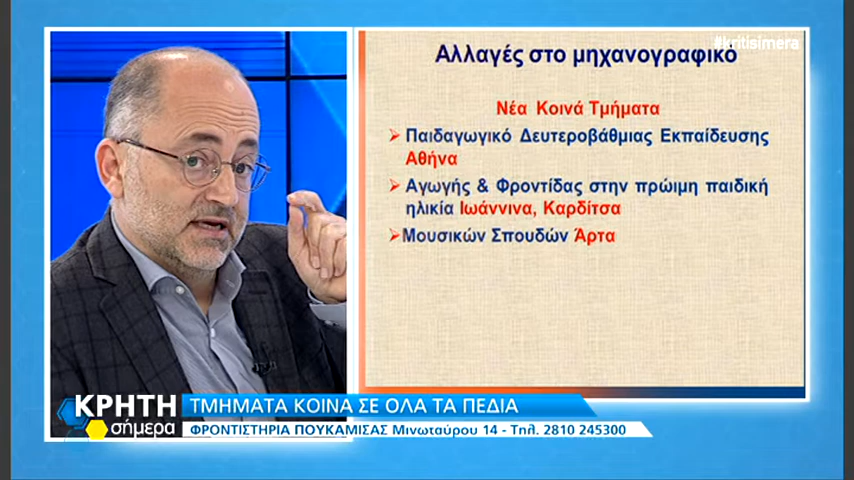 #kritisimera
Αλλαγές στο μηχανογραφικό
Νέα Κοινά Τμήματα
Παιδαγωγικό Δευτεροβάθμιας Εκπαίδευσης
Αθήνα
Αγωγής & Φροντίδας στην πρώιμη παιδική
ηλικία Ιωάννινα, Καρδίτσα
Μουσικών Σπουδών Άρτα
ΚΡΗΤΗ
σήμερα
ΤΜΗΜΑΤΑ ΚΟΙΝΑ ΣΕ ΟΛΑ ΤΑ ΠΕΔΙΑ
ΦΡΟΝΤΙΣΤΗΡΙΑ ΠΟΥΚΑΜΙΣΑΣ Μινωταύρου 14 - Τηλ. 2810 245300